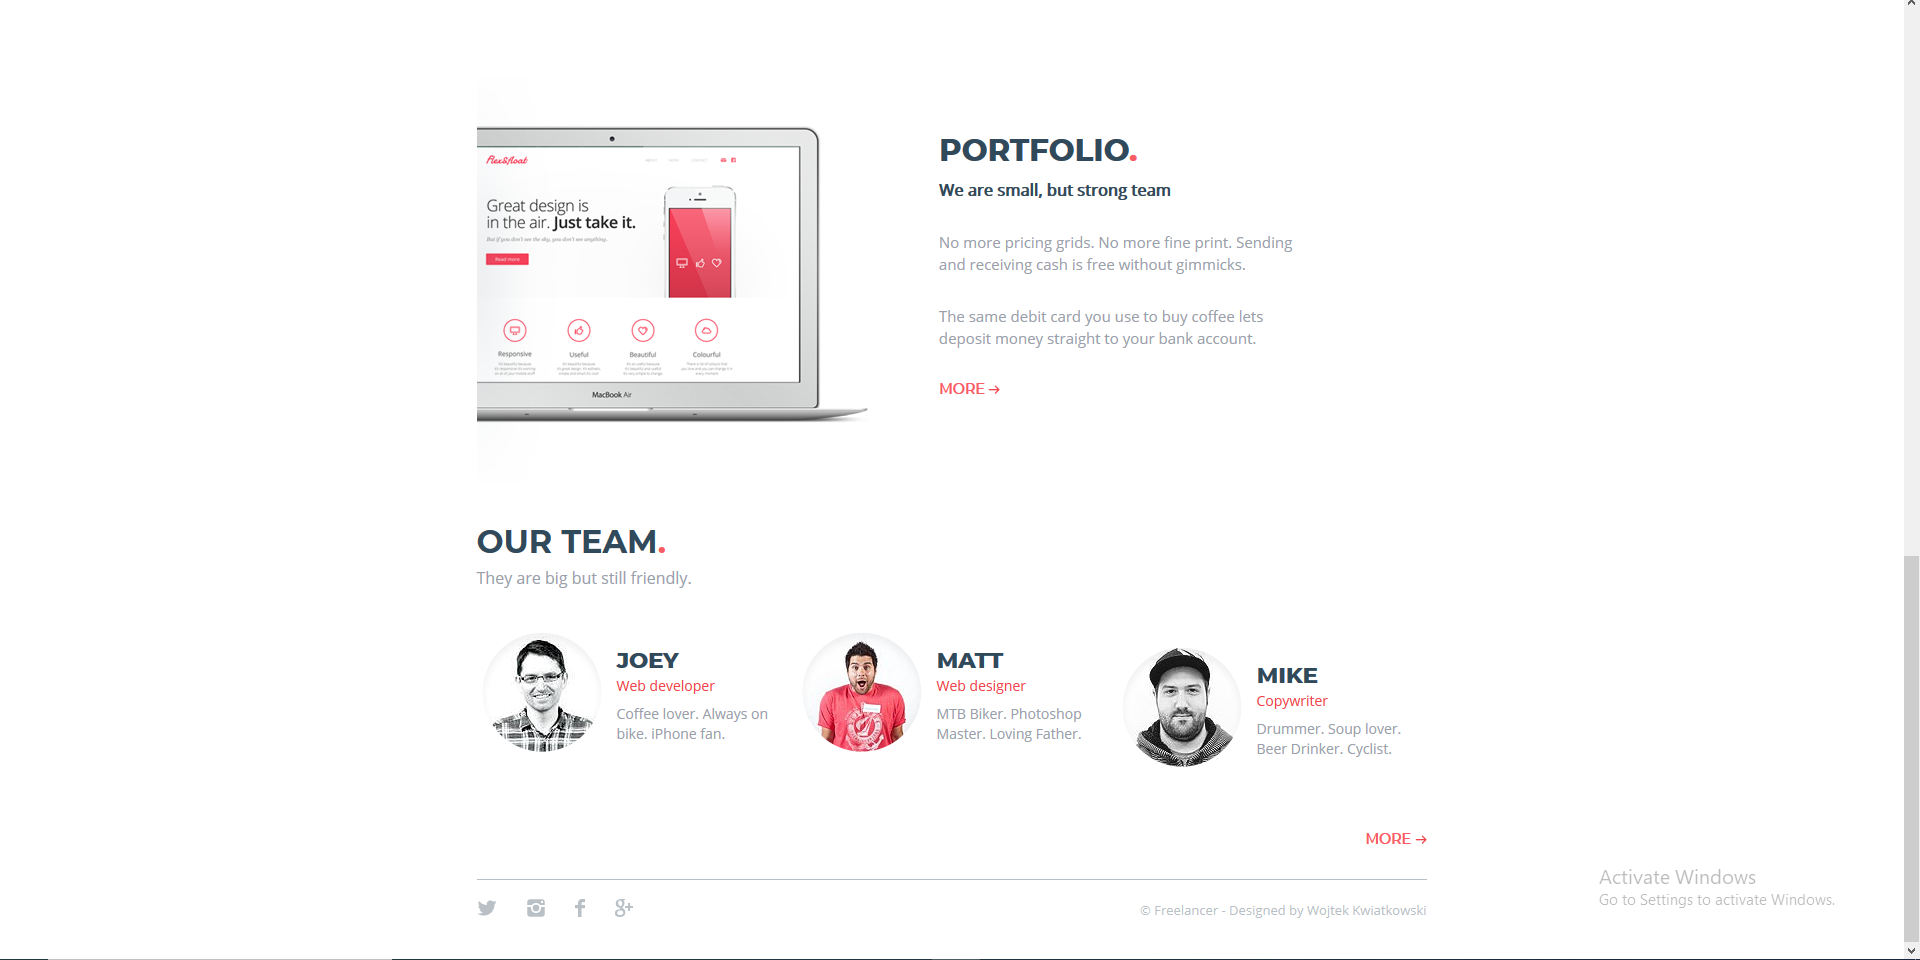 Flex&float
ABOUT WORK CONTACT
Great design is
in the air. Just take it.
But if you don't see the sky, you don't see anything.
Read more
Responsive Useful Beautiful Colourful
MacBook Air
PORTFOLIO.
We are small, but strong team
No more pricing grids. No more fine print. Sending
and receiving cash is free without gimmicks.
The same debit card you use to buy coffee lets
deposit money straight to your bank account.
MORE →
OUR TEAM.
They are big but still friendly.
JOEY
Web developer
Coffee lover. Always on
bike. iPhone fan.
MATT
Web designer
MTB Biker. Photoshop
Master. Loving Father.
MIKE
Copywriter
Drummer. Soup lover.
Beer Drinker. Cyclist.
MORE →
© Freelancer - Designed by Wojtek Kwiatkowski
Activate Windows
Go to Settings to activate Windows.